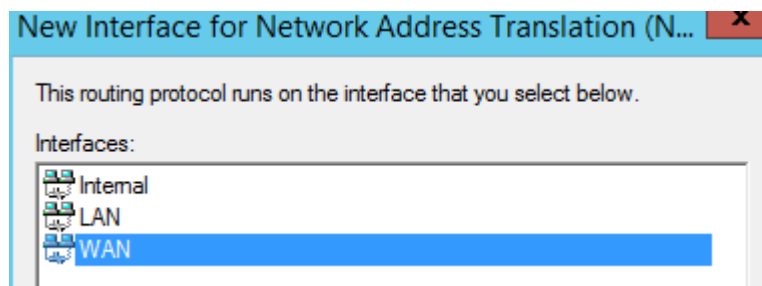 New Interface for Network Address Translation (N...
x
This routing protocol runs on the interface that you select below.
Interfaces:
Internal
LAN
WAN